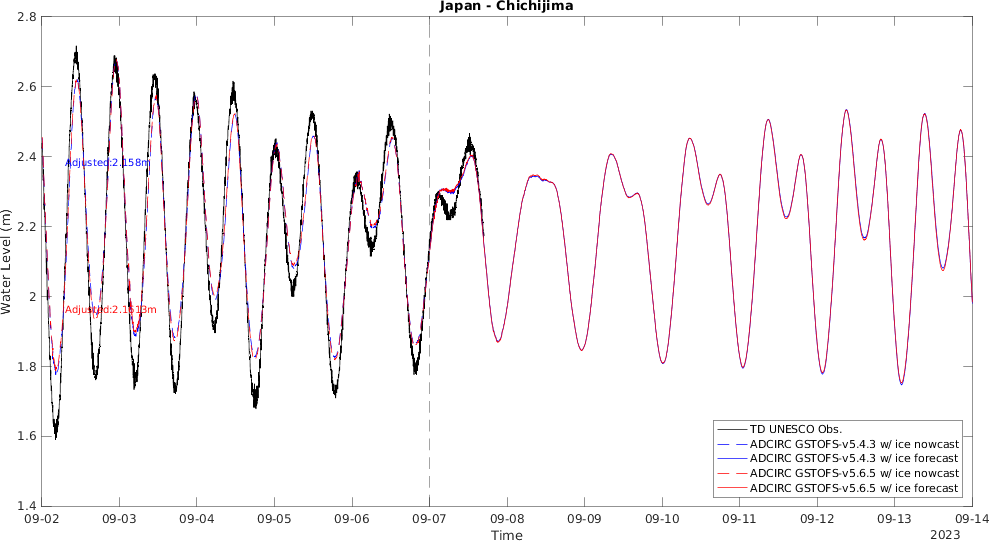 Japan - Chichijima
2.8
2.6
2.4
2.2
2
1.8
1.6
1.4
Water Level (m)
Adjusted:2.158m
Adjusted:2.1613m
TD UNESCO Obs.
ADCIRC GSTOFS-v5.4.3 w/ ice nowcast
ADCIRC GSTOFS-v5.4.3 w/ ice forecast
ADCIRC GSTOFS-v5.6.5 w/ ice nowcast
ADCIRC GSTOFS-v5.6.5 w/ ice forecast
09-02 09-03 09-04 09-05 09-06 09-07 09-08 09-09 09-10 09-11 09-12 09-13 09-14
Time
2023